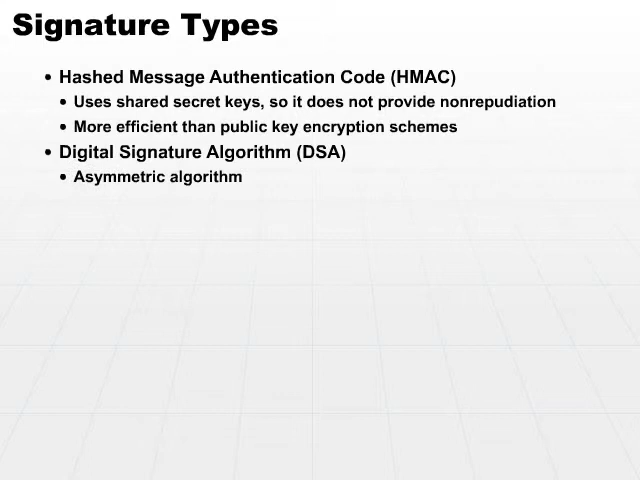 Signature Types
• Hashed Message Authentication Code (HMAC)
• Uses shared secret keys, so it does not provide nonrepudiation
• More efficient than public key encryption schemes
• Digital Signature Algorithm (DSA)
• Asymmetric algorithm